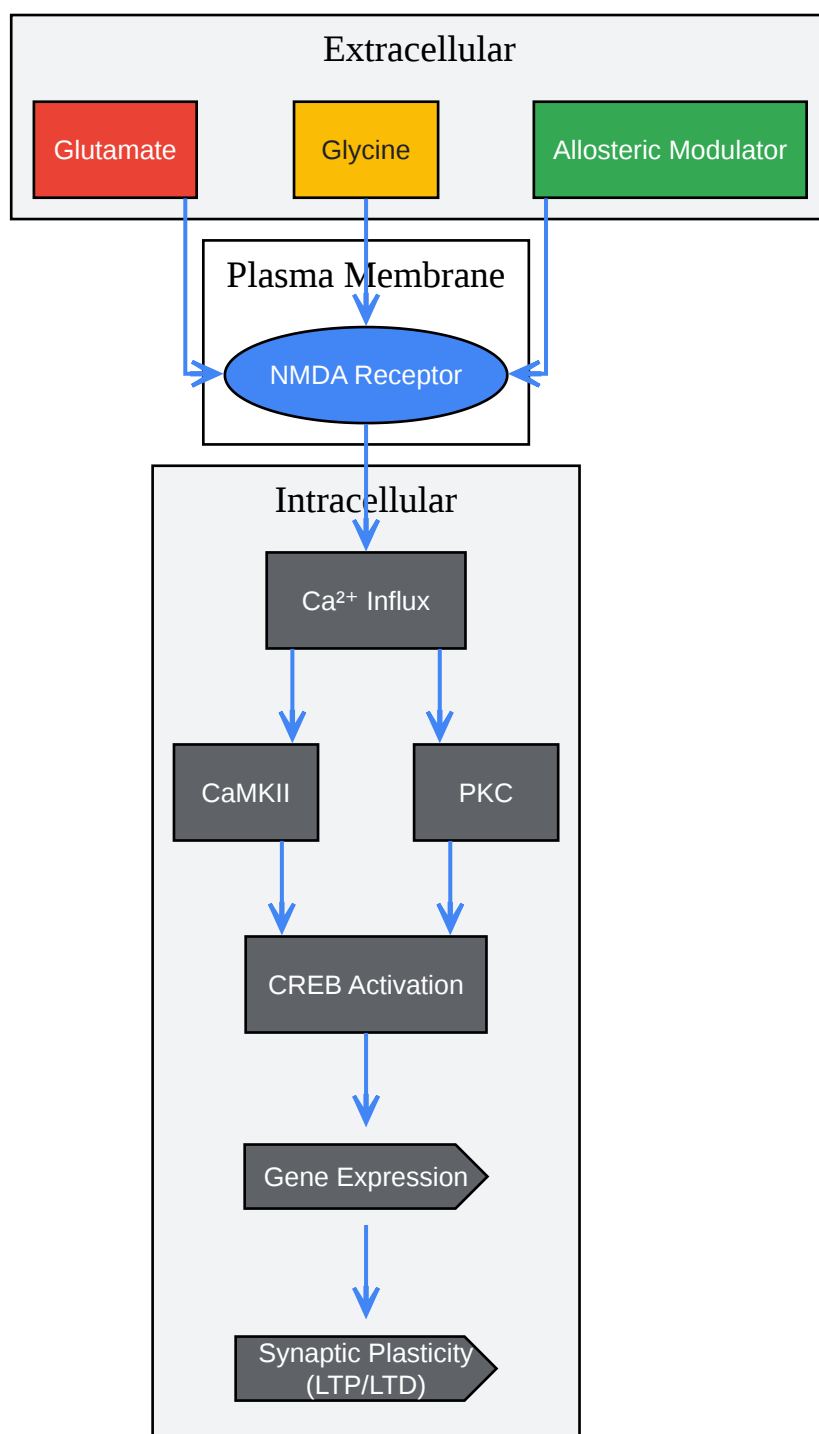 Extracellular
Glutamate
Glycine
Allosteric Modulator
Plasma Membrane
NMDA Receptor
Intracellular
Ca²⁺ Influx
CaMKII
PKC
CREB Activation
Gene Expression
Synaptic Plasticity
(LTP/LTD)